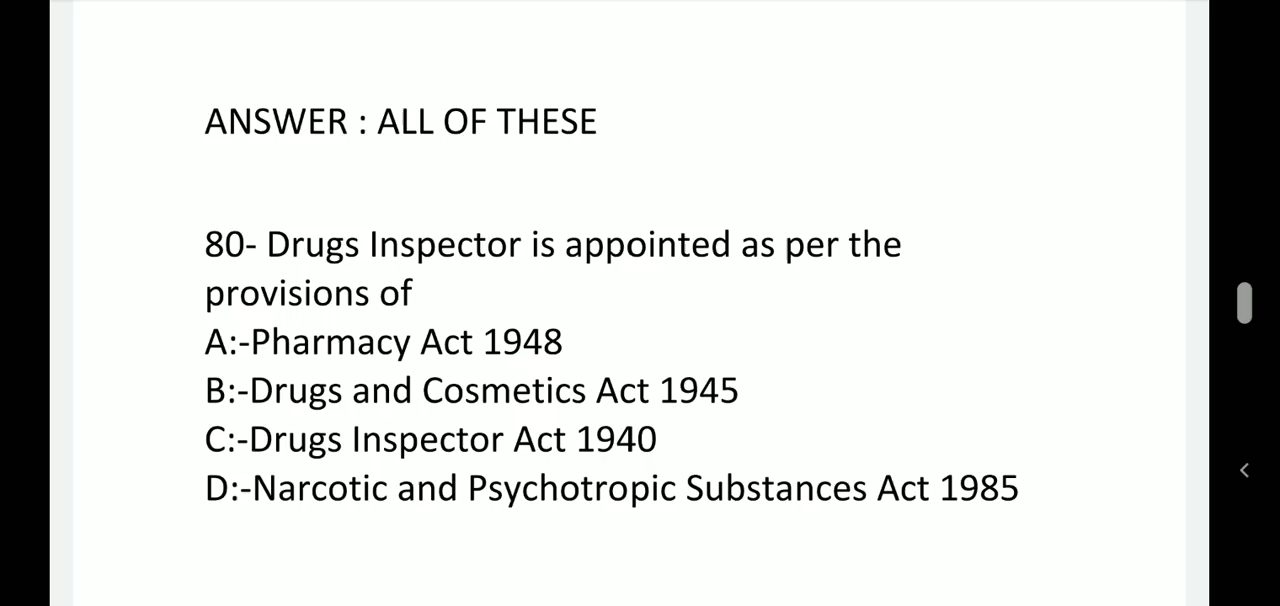 ANSWER : ALL OF THESE
80- Drugs Inspector is appointed as per the
provisions of
A:-Pharmacy Act 1948
B:-Drugs and Cosmetics Act 1945
C:-Drugs Inspector Act 1940
D:-Narcotic and Psychotropic Substances Act 1985